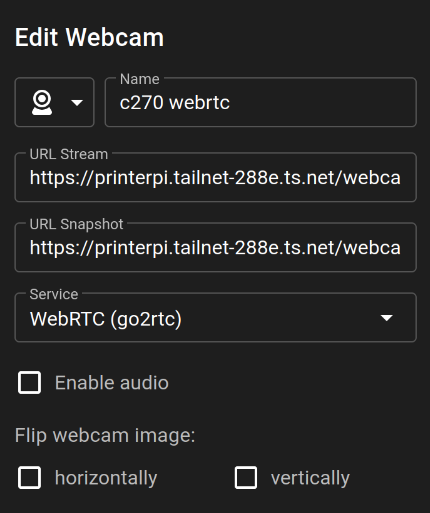 Edit Webcam
Name
c270 webrtc
URL Stream
https://printerpi.tailnet-288e.ts.net/webca
URL Snapshot
https://printerpi.tailnet-288e.ts.net/webca
Service
WebRTC (go2rtc)
Enable audio
Flip webcam image:
horizontally vertically